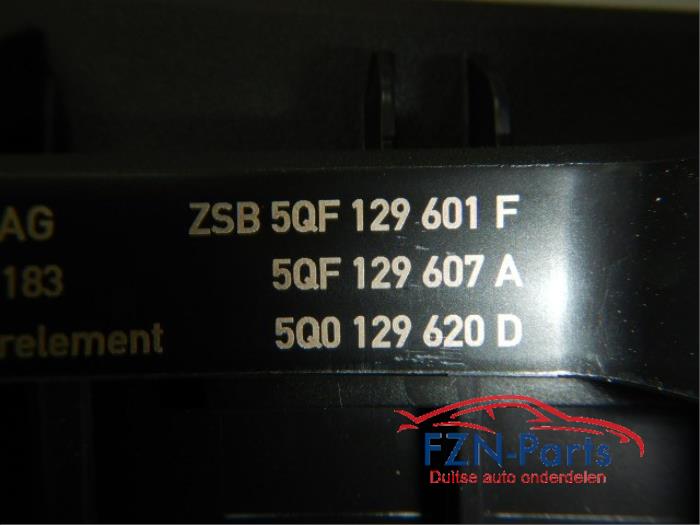 AG ZSB 5QF 129 601 F
183 5QF 129 607 A
relement 5Q0 129 620 D
FZN-Parts
Duitse auto onderdelen